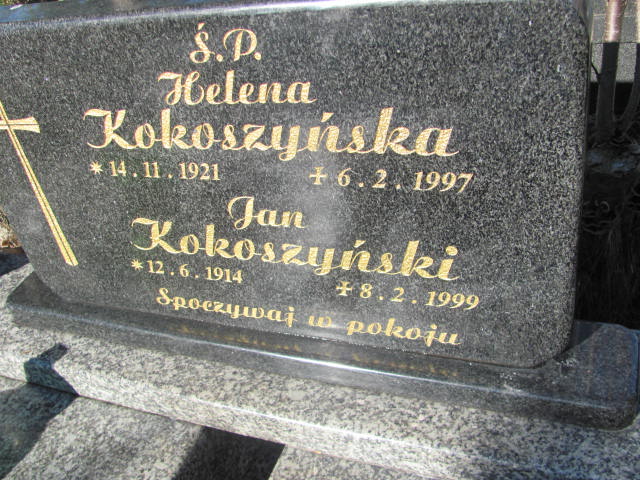 Ś.P.
Helena
Kokoszyńska
* 14.11.1921 + 6.2.1997
Jan
Kokoszyński
* 12.6.1914 + 8.2.1999
Spoczywaj w pokoju